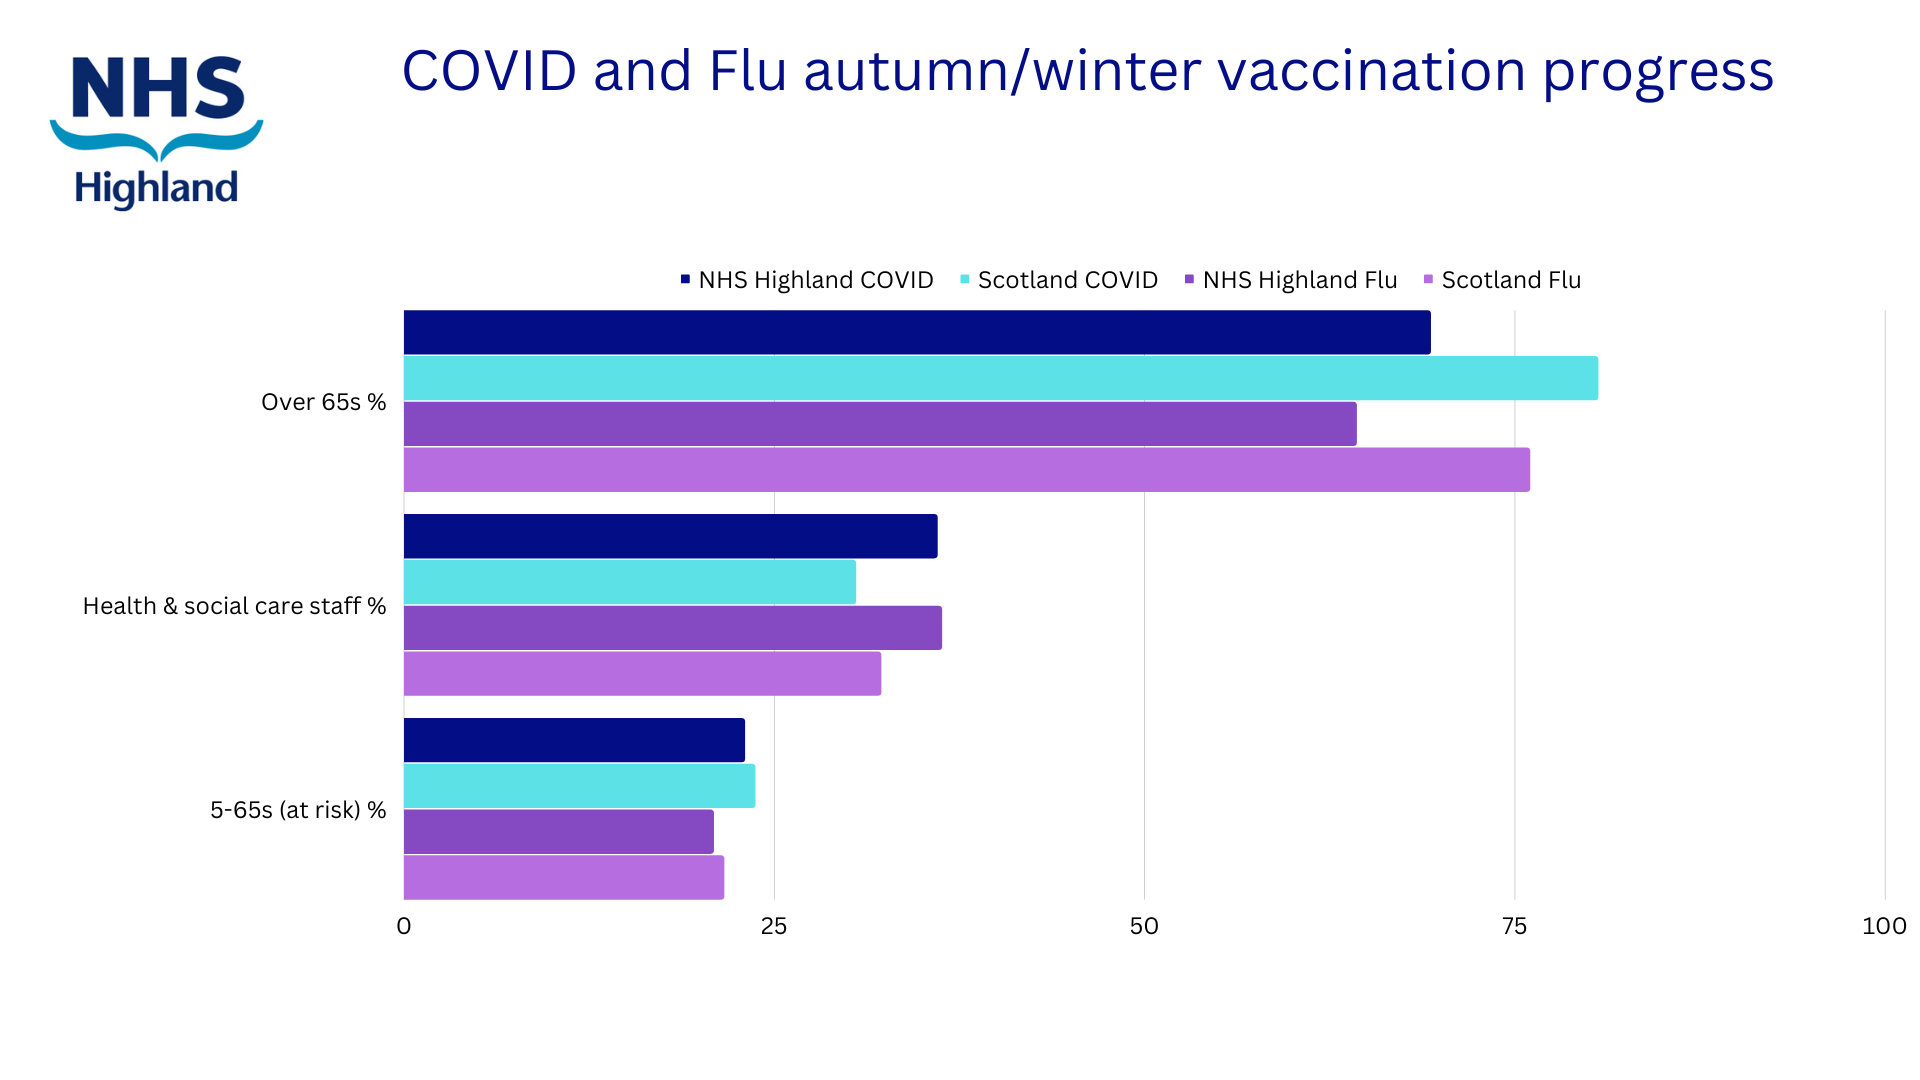 NHS
Highland
COVID and Flu autumn/winter vaccination progress
NHS Highland COVID Scotland COVID NHS Highland Flu Scotland Flu
Over 65s %
Health & social care staff %
5-65s (at risk) %
0 25 50 75 100